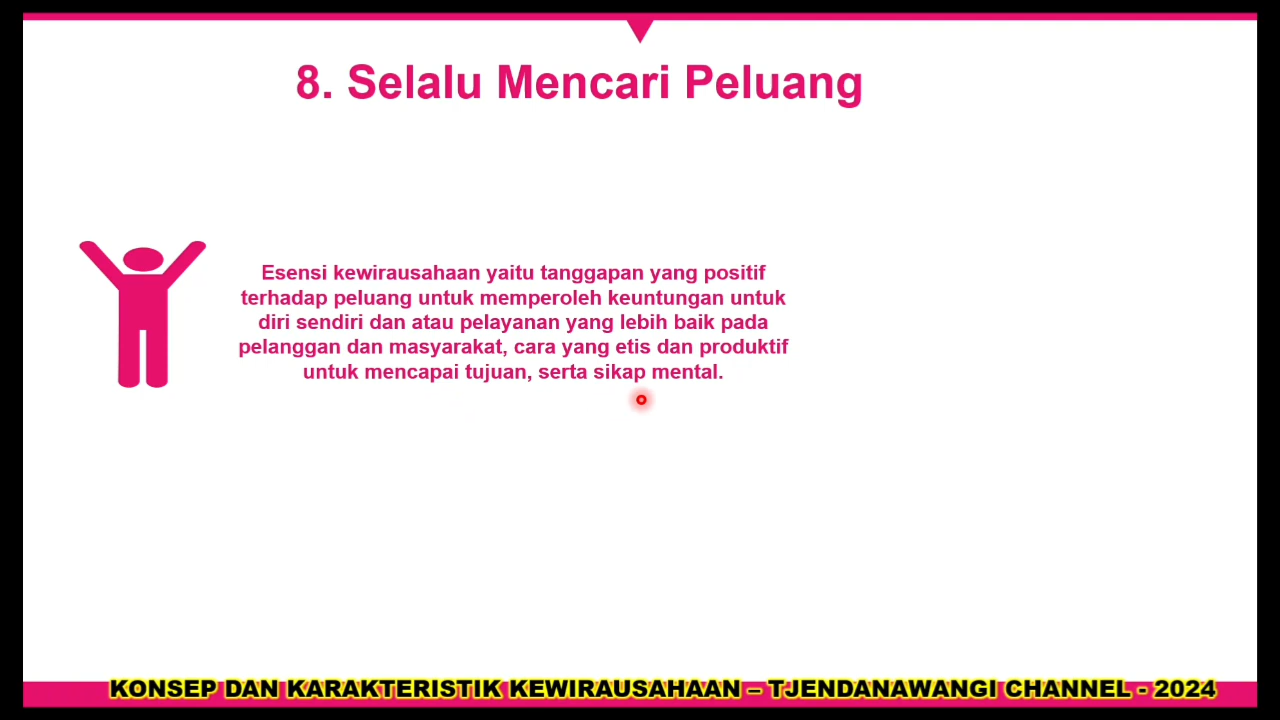 8. Selalu Mencari Peluang
Esensi kewirausahaan yaitu tanggapan yang positif
terhadap peluang untuk memperoleh keuntungan untuk
diri sendiri dan atau pelayanan yang lebih baik pada
pelanggan dan masyarakat, cara yang etis dan produktif
untuk mencapai tujuan, serta sikap mental.
KONSEP DAN KARAKTERISTIK KEWIRAUSAHAAN – TJENDANAWANGI CHANNEL - 2024